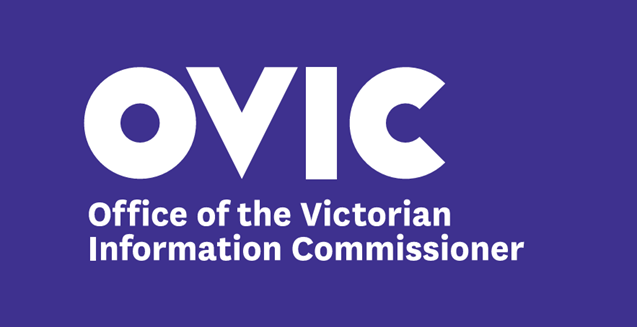 OVIC
Office of the Victorian
Information Commissioner